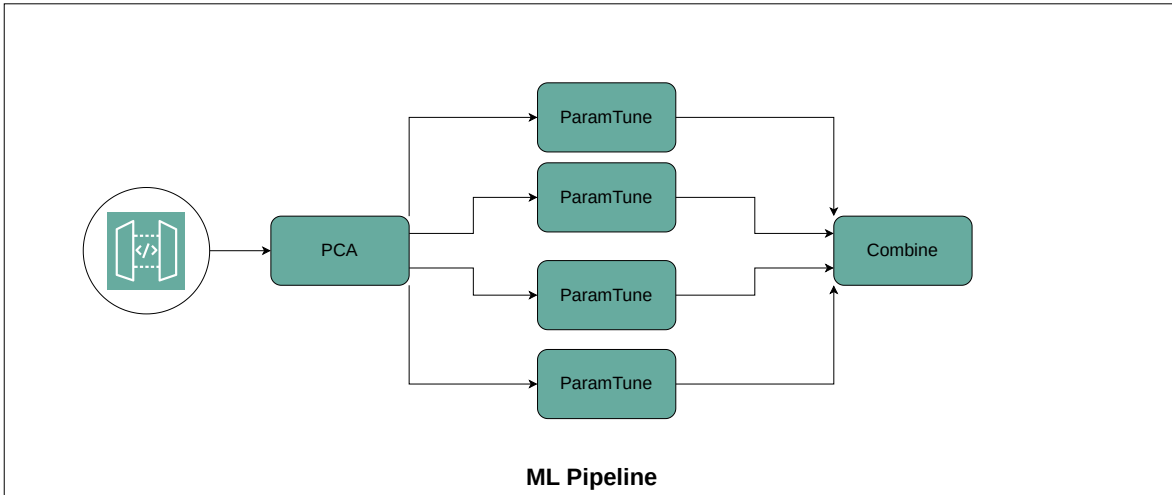 ParamTune
ParamTune
</>
PCA
Combine
ParamTune
ParamTune
ML Pipeline